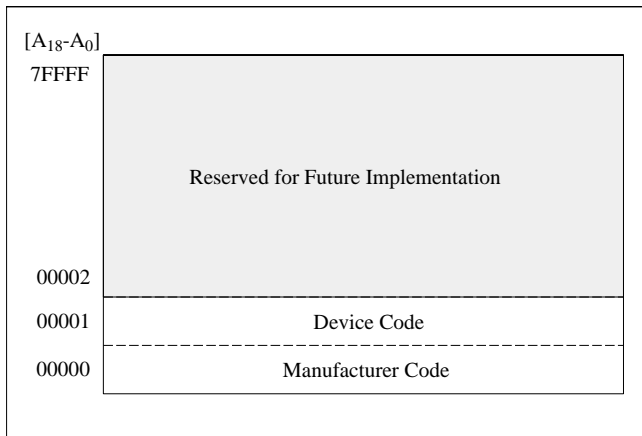 [A₁₈-A₀]
7FFFF
Reserved for Future Implementation
00002
00001 Device Code
00000 Manufacturer Code